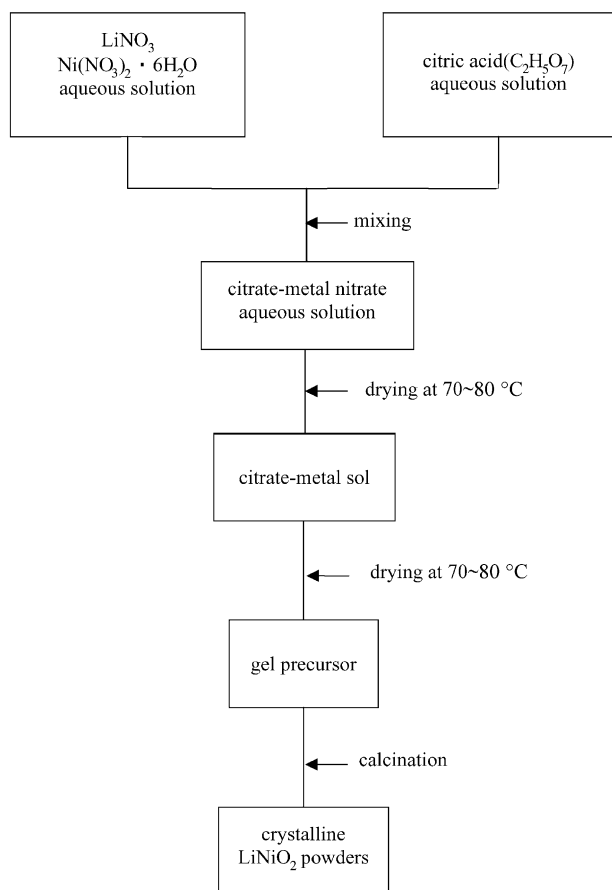 LiNO₃
Ni(NO₃)₂ · 6H₂O
aqueous solution
citric acid(C₂H₅O₇)
aqueous solution
mixing
citrate-metal nitrate
aqueous solution
drying at 70~80 °C
citrate-metal sol
drying at 70~80 °C
gel precursor
calcination
crystalline
LiNiO₂ powders